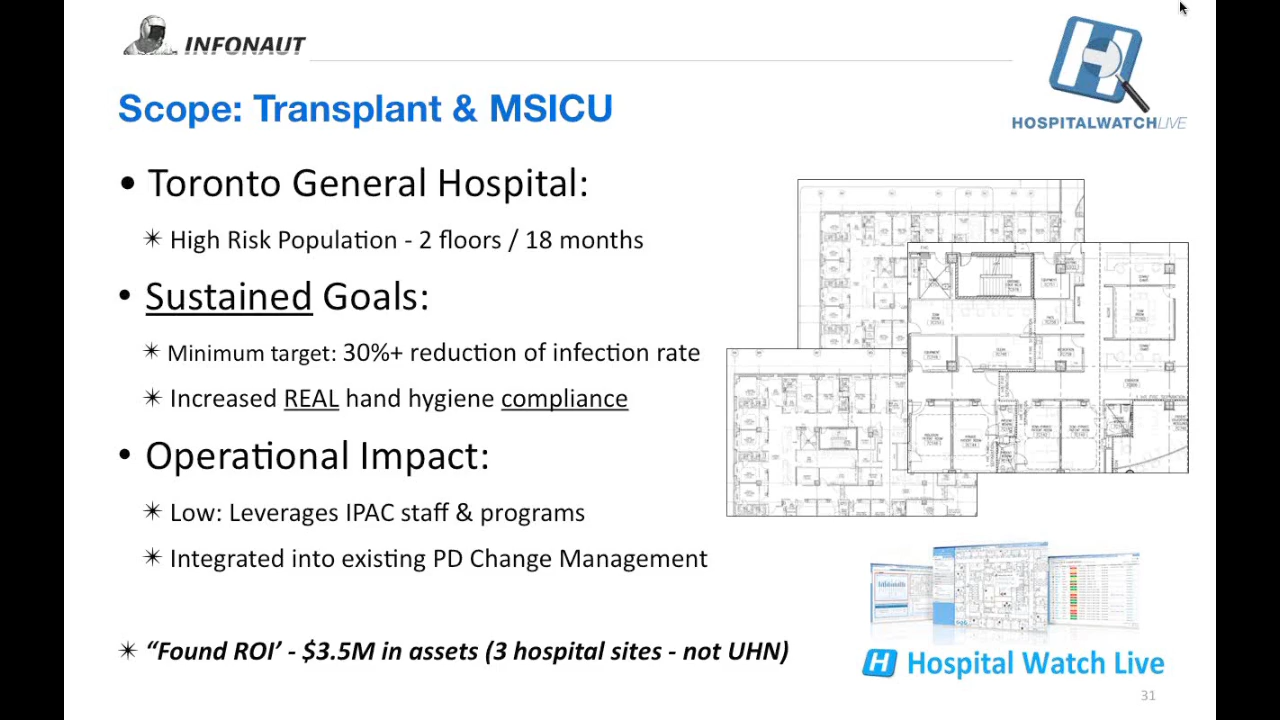 INFONAUT
HOSPITALWATCHLIVE
Scope: Transplant & MSICU
• Toronto General Hospital:
✴ High Risk Population - 2 floors / 18 months
• Sustained Goals:
✴ Minimum target: 30%+ reduction of infection rate
✴ Increased REAL hand hygiene compliance
• Operational Impact:
✴ Low: Leverages IPAC staff & programs
✴ Integrated into existing PD Change Management
✴ “Found ROI’ - $3.5M in assets (3 hospital sites - not UHN)
H Hospital Watch Live
31